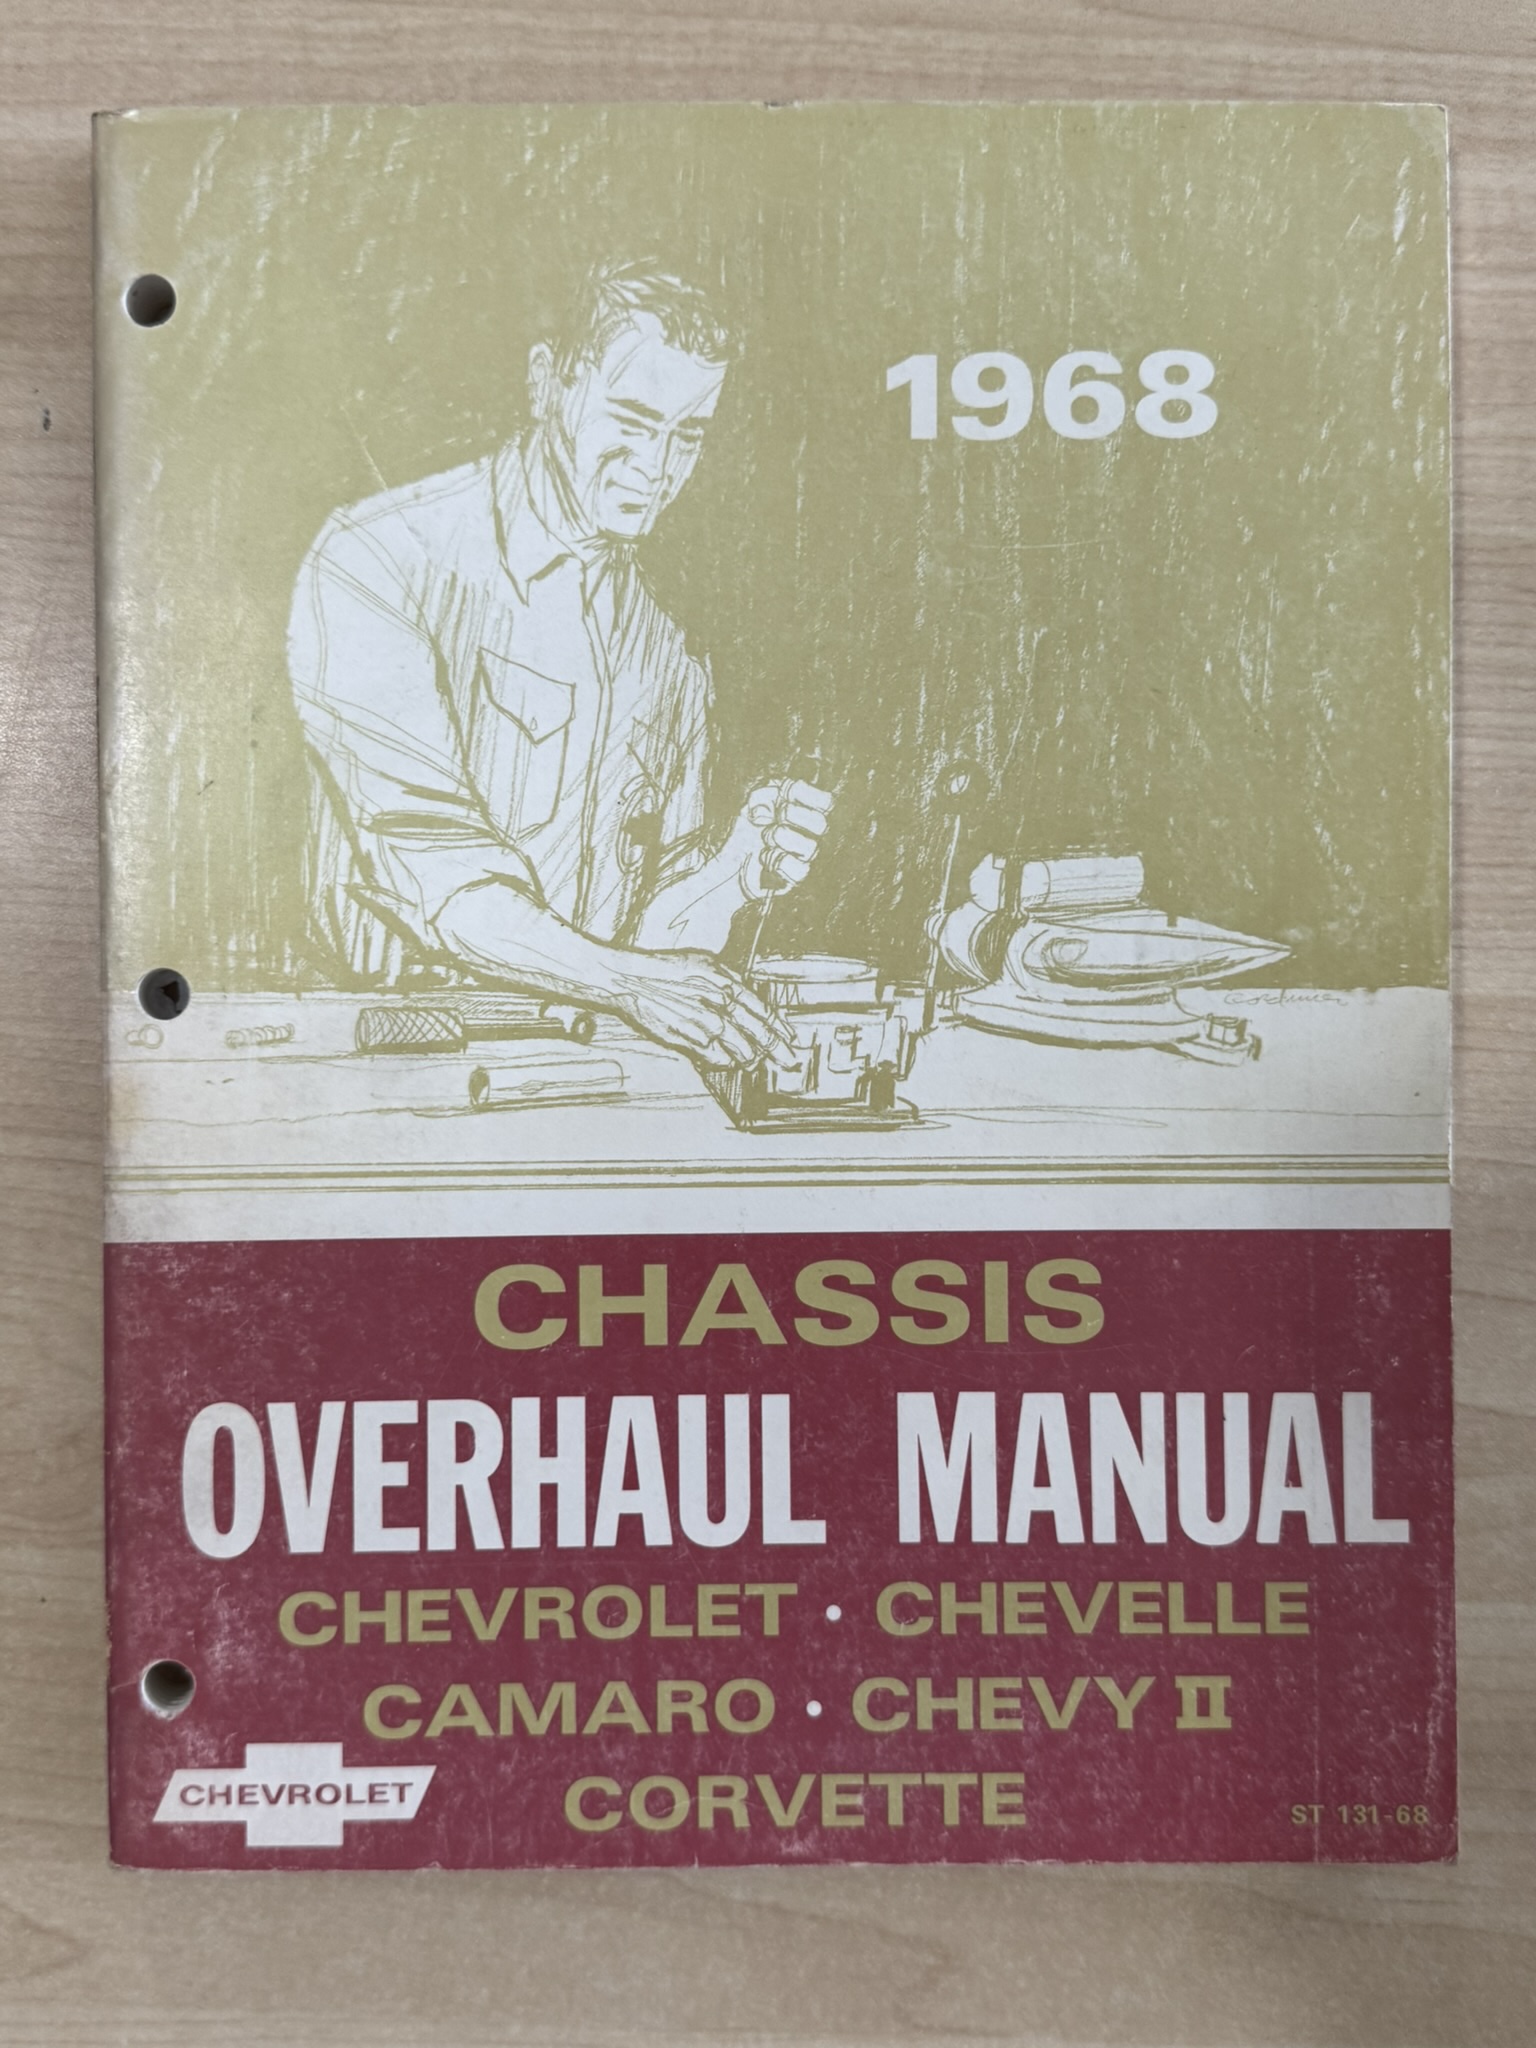 1968
CHASSIS
OVERHAUL MANUAL
CHEVROLET • CHEVELLE
CAMARO • CHEVY II
CORVETTE
CHEVROLET
ST 131-68